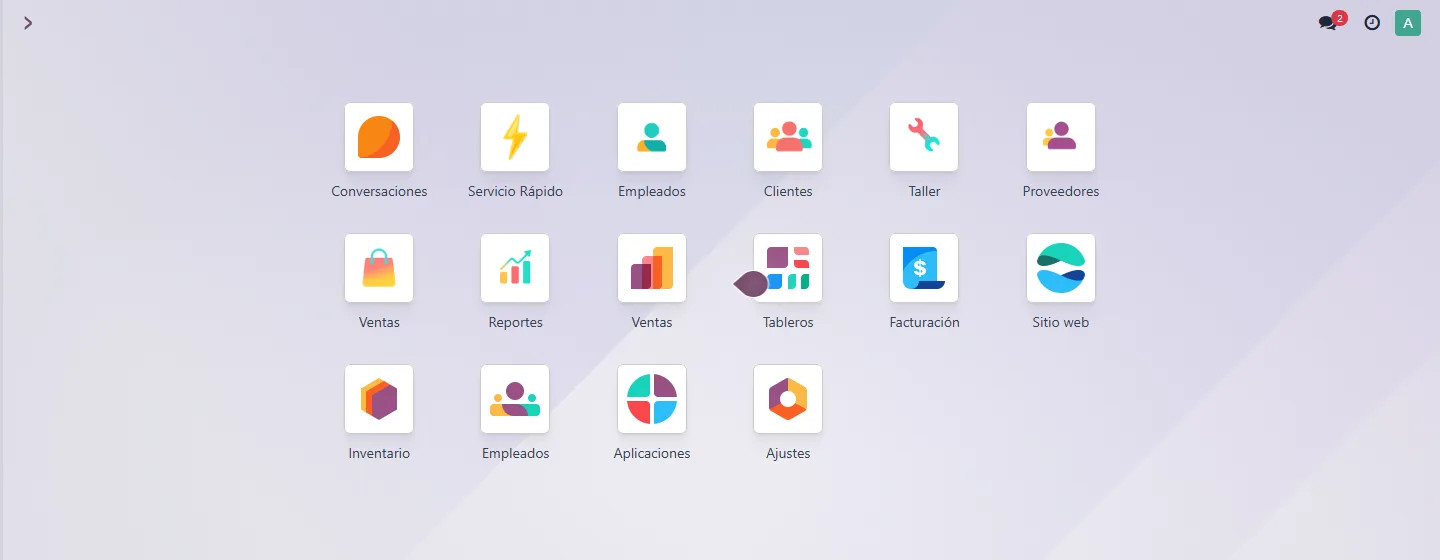 2
A
Conversaciones
Servicio Rápido
Empleados
Clientes
Taller
Proveedores
Ventas
Reportes
Ventas
Tableros
$
Facturación
Sitio web
Inventario
Empleados
Aplicaciones
Ajustes